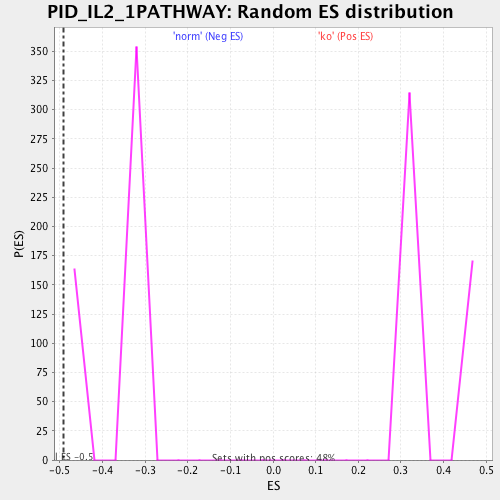 PID_IL2_1PATHWAY: Random ES distribution
'norm' (Neg ES) 'ko' (Pos ES)
350
325
300
275
250
225
200
175
150
125
100
75
50
25
0
P(ES)
ES -0.5
Sets with pos scores: 48%
-0.5 -0.4 -0.3 -0.2 -0.1 0.0 0.1 0.2 0.3 0.4 0.5
ES